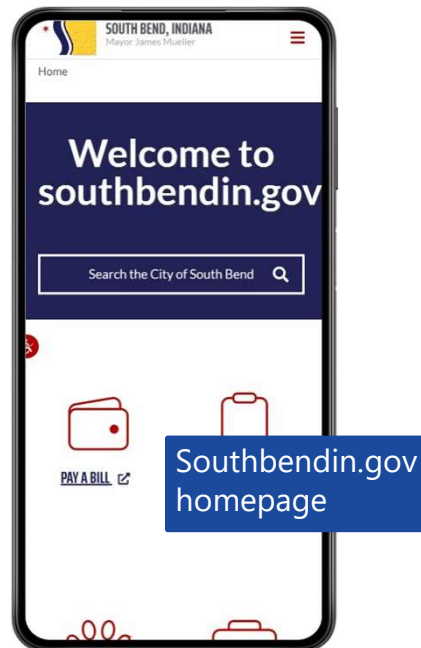 SOUTH BEND, INDIANA
Mayor James Mueller
Home
Welcome to
southbendin.gov
Search the City of South Bend
PAY A BILL
Southbendin.gov
homepage